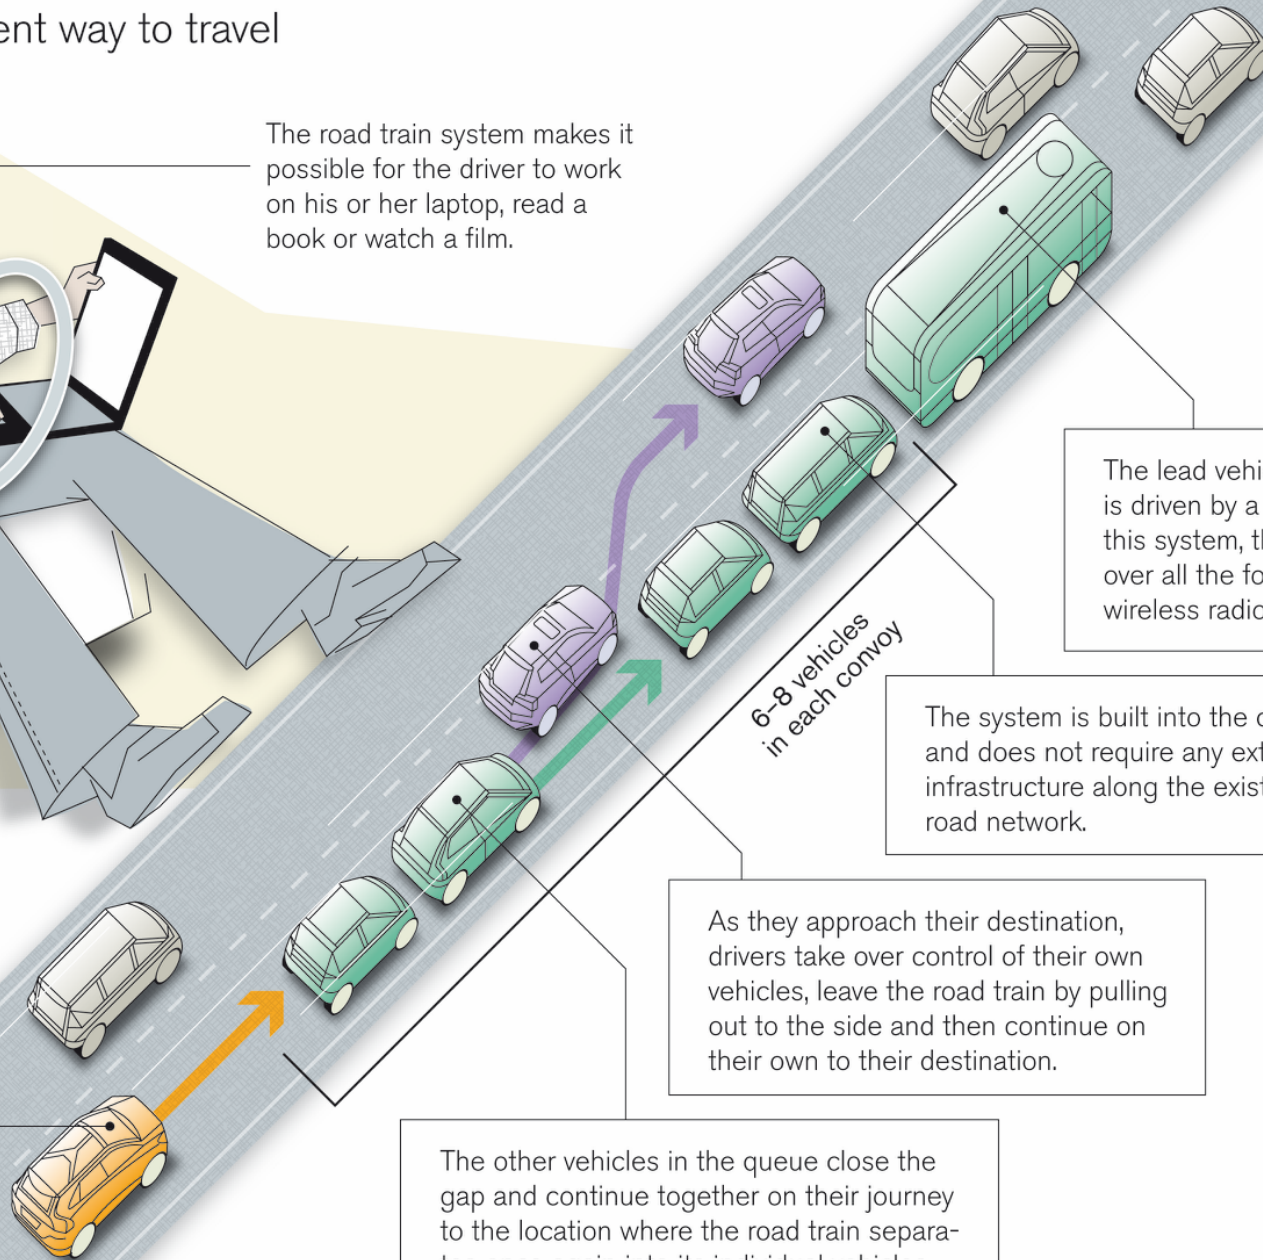 ent way to travel
The road train system makes it
possible for the driver to work
on his or her laptop, read a
book or watch a film.
The lead vehi
is driven by a
this system, t
over all the fo
wireless radio
6–8 vehicles
in each convoy
The system is built into the c
and does not require any ext
infrastructure along the exist
road network.
As they approach their destination,
drivers take over control of their own
vehicles, leave the road train by pulling
out to the side and then continue on
their own to their destination.
The other vehicles in the queue close the
gap and continue together on their journey
to the location where the road train separa-